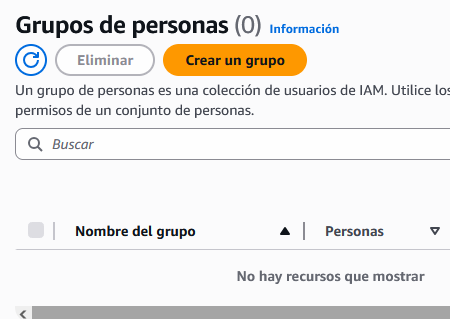 Grupos de personas (0) Información
Eliminar Crear un grupo
Un grupo de personas es una colección de usuarios de IAM. Utilice los
permisos de un conjunto de personas.
Buscar
Nombre del grupo Personas
No hay recursos que mostrar